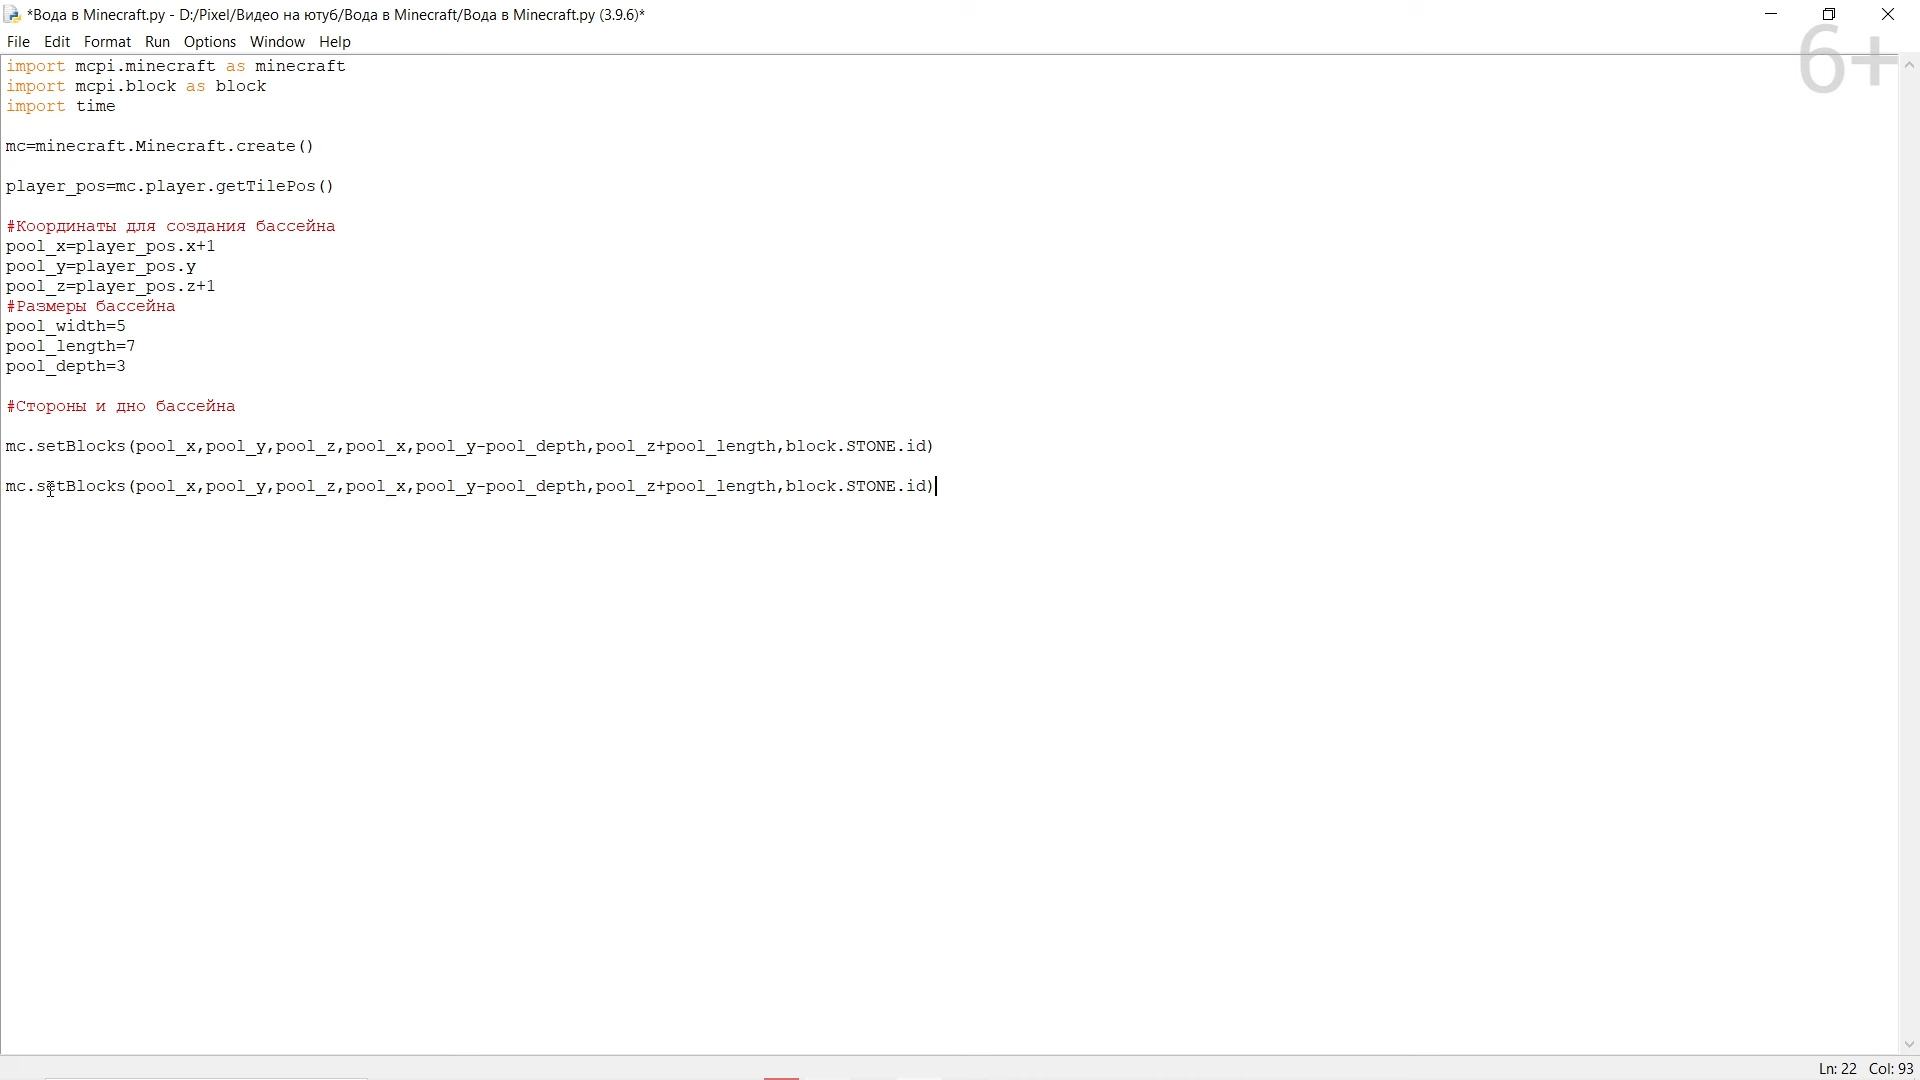 *Вода в Minecraft.py - D:/Pixel/Видео на ютуб/Вода в Minecraft/Вода в Minecraft.py (3.9.6)*
File Edit Format Run Options Window Help
6+
import mcpi.minecraft as minecraft
import mcpi.block as block
import time
mc=minecraft.Minecraft.create()
player_pos=mc.player.getTilePos()
#Координаты для создания бассейна
pool_x=player_pos.x+1
pool_y=player_pos.y
pool_z=player_pos.z+1
#Размеры бассейна
pool_width=5
pool_length=7
pool_depth=3
#Стороны и дно бассейна
mc.setBlocks(pool_x,pool_y,pool_z,pool_x,pool_y-pool_depth,pool_z+pool_length,block.STONE.id)
mc.setBlocks(pool_x,pool_y,pool_z,pool_x,pool_y-pool_depth,pool_z+pool_length,block.STONE.id)
Ln: 22 Col: 93